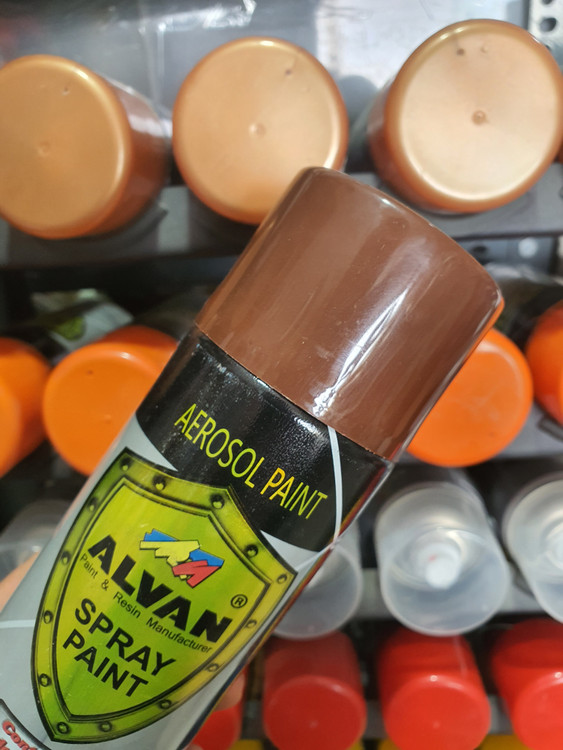 AEROSOL PAINT
ALVAN®
Paint & Resin Manufacturer
SPRAY
PAINT